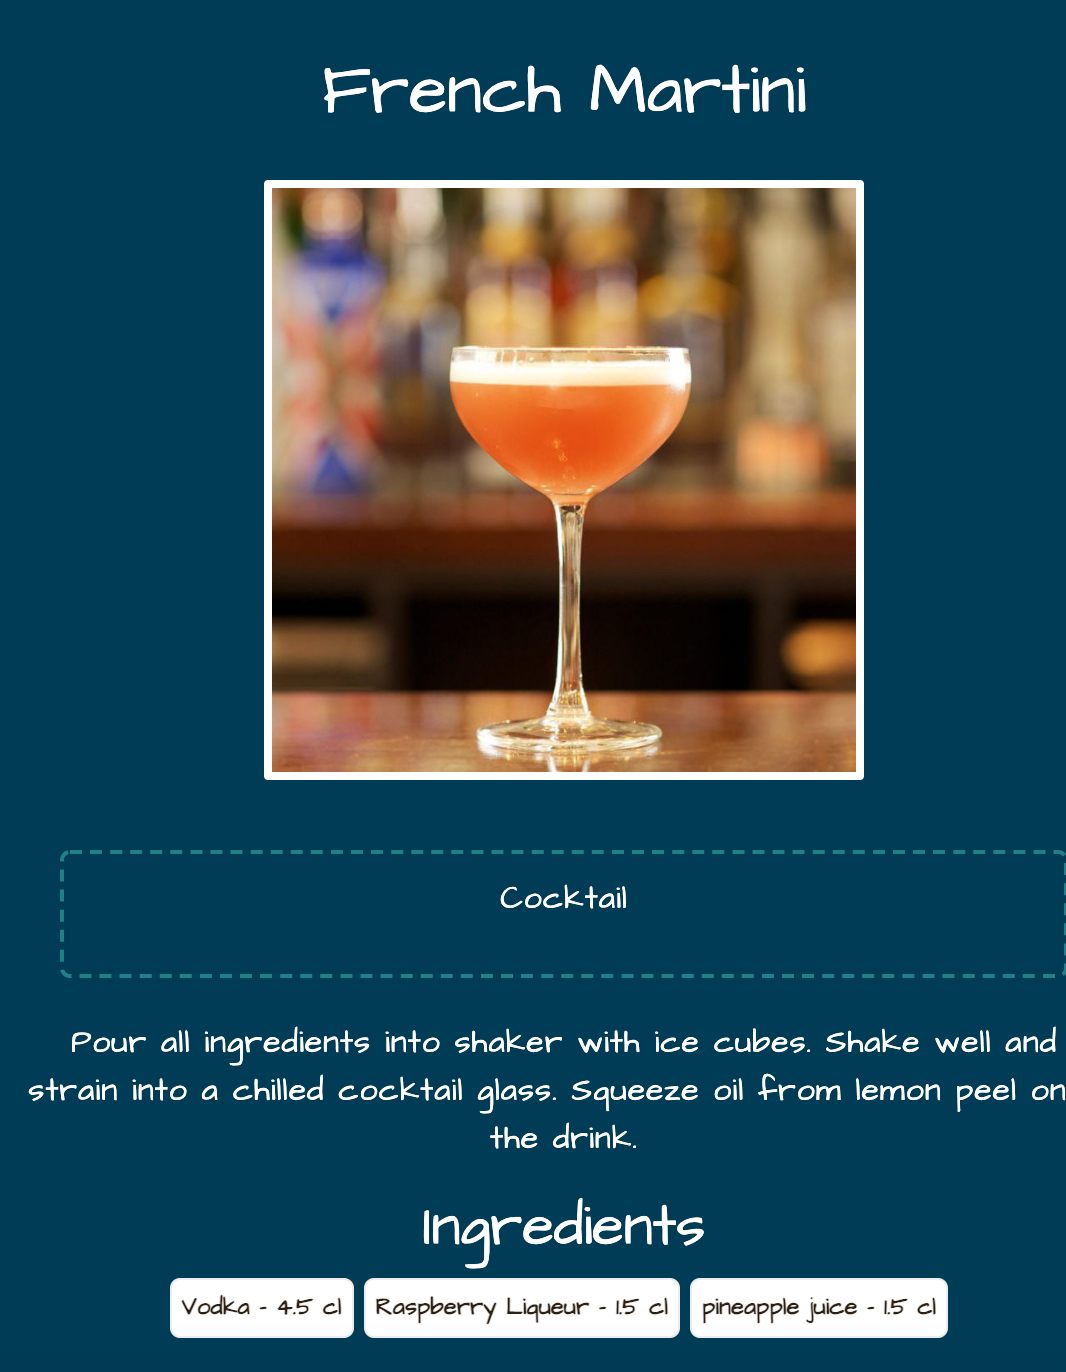 French Martini
Cocktail
Pour all ingredients into shaker with ice cubes. Shake well and
strain into a chilled cocktail glass. Squeeze oil from lemon peel on
the drink.
Ingredients
Vodka - 4.5 cl
Raspberry Liqueur - 1.5 cl
pineapple juice - 1.5 cl